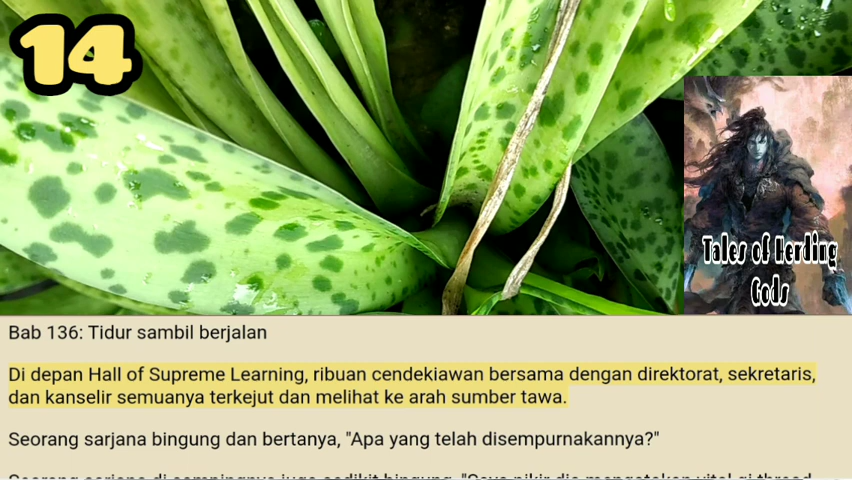 14
Tales of Herding
Gods
Bab 136: Tidur sambil berjalan
Di depan Hall of Supreme Learning, ribuan cendekiawan bersama dengan direktorat, sekretaris,
dan kanselir semuanya terkejut dan melihat ke arah sumber tawa.
Seorang sarjana bingung dan bertanya, "Apa yang telah disempurnakannya?"